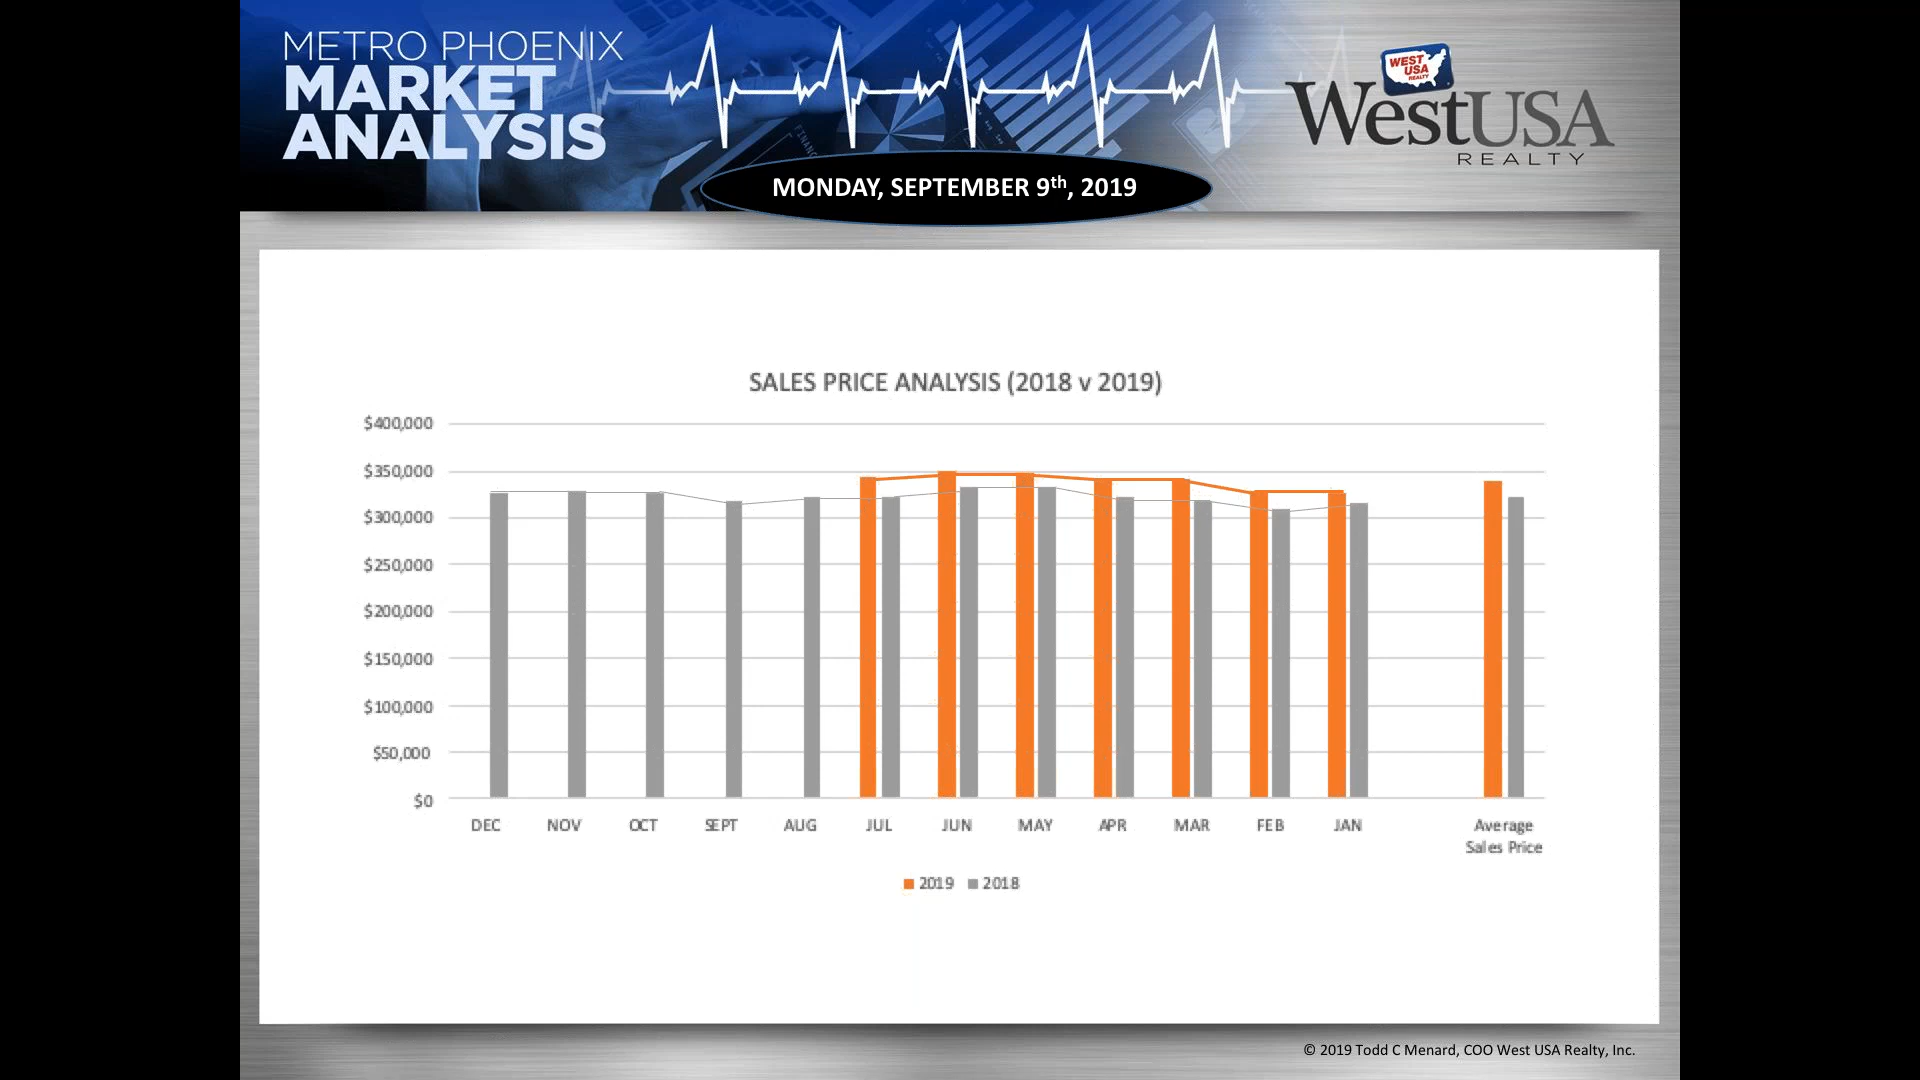 METRO PHOENIX
MARKET
ANALYSIS
WEST
USA
REALTY
WestUSA
REALTY
MONDAY, SEPTEMBER 9th, 2019
SALES PRICE ANALYSIS (2018 v 2019)
$400,000
$350,000
$300,000
$250,000
$200,000
$150,000
$100,000
$50,000
$0
DEC NOV OCT SEPT AUG JUL JUN MAY APR MAR FEB JAN Average
Sales Price
2019 2018
© 2019 Todd C Menard, COO West USA Realty, Inc.